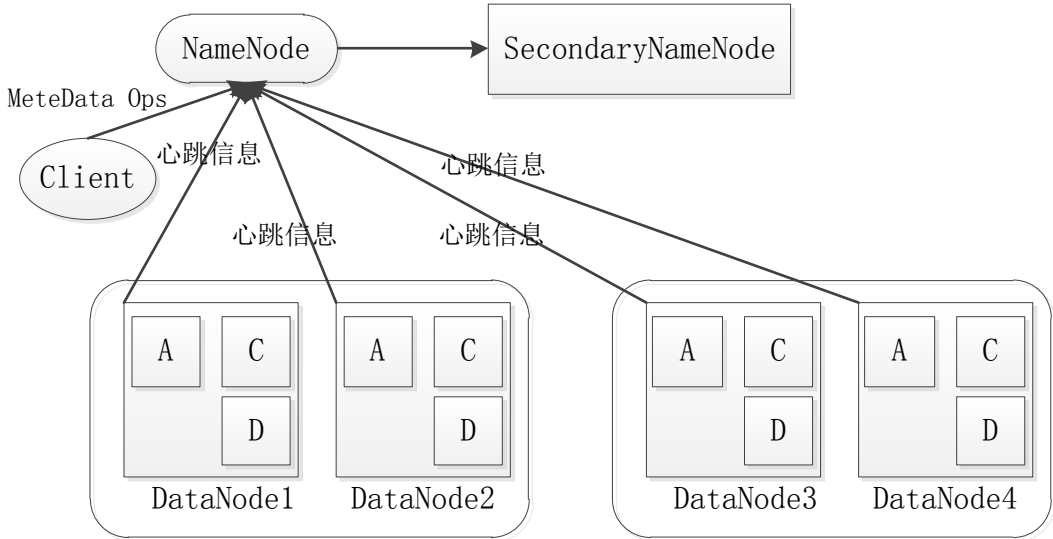 NameNode
SecondaryNameNode
MeteData Ops
Client
心跳信息
心跳信息
心跳信息
心跳信息
A C A C A C A C
D D D D
DataNode1 DataNode2 DataNode3 DataNode4